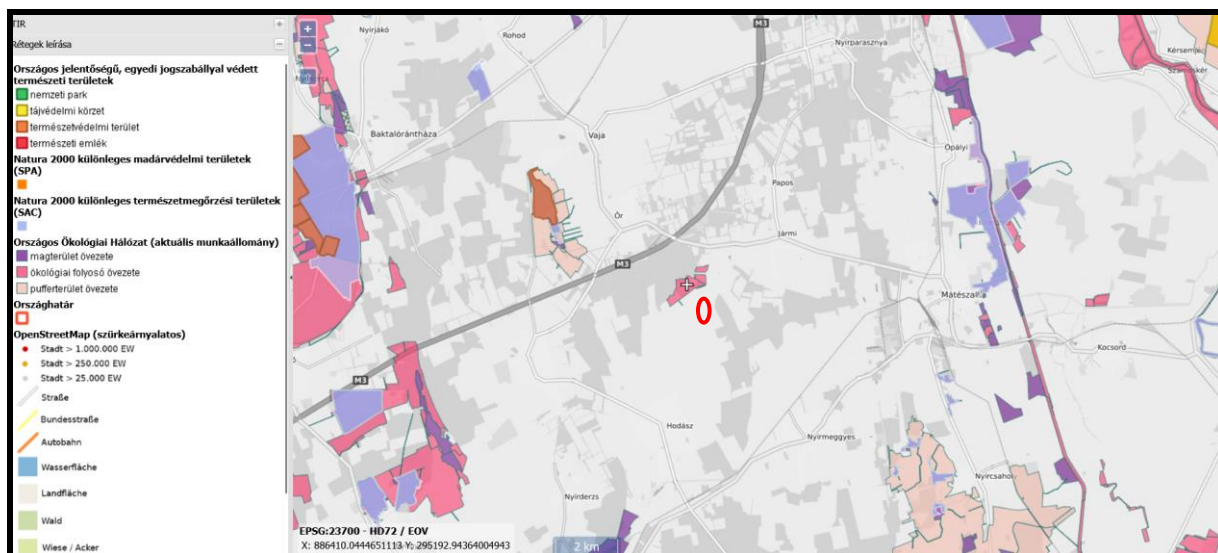 TIR
Rétegek leírása
Országos jelentőségű, egyedi jogszabállyal védett
természeti területek
nemzeti park
tájvédelmi körzet
természetvédelmi terület
természeti emlék
Natura 2000 különleges madárvédelmi területek
(SPA)
Natura 2000 különleges természetmegőrzési területek
(SAC)
Országos Ökológiai Hálózat (aktuális munkaállomány)
magterület övezete
ökológiai folyosó övezete
pufferterület övezete
Országhatár
OpenStreetMap (szürkeárnyalatos)
Stadt > 1.000.000 EW
Stadt > 250.000 EW
Stadt > 25.000 EW
Straße
Bundesstraße
Autobahn
Wasserfläche
Landfläche
Wald
Wiese / Acker
Nyírjákó
Rohod
M3
Nyírparasznya
Baktalórántháza
Vaja
Ópályi
Papos
Őr
Jármi
M3
Mátészalka
Kocsord
M3
Hodász
Nyírmeggyes
Nyírcsaholy
Nyírderzs
EPSG:23700 - HD72 / EOV
X: 886410.0444651113 Y: 295192.94364004943
2 km